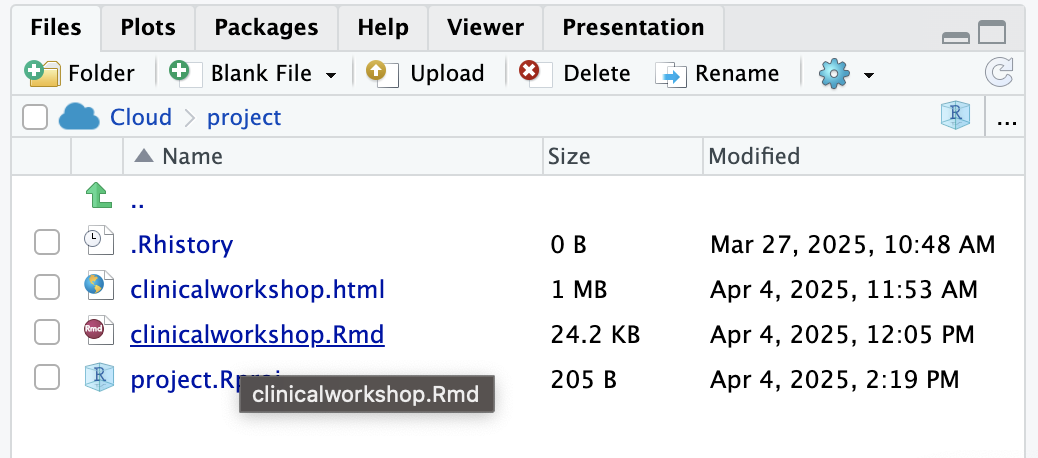 Files Plots Packages Help Viewer Presentation
Folder Blank File Upload Delete Rename
Cloud project R ...
Name Size Modified
..
.Rhistory 0 B Mar 27, 2025, 10:48 AM
clinicalworkshop.html 1 MB Apr 4, 2025, 11:53 AM
Rmd clinicalworkshop.Rmd 24.2 KB Apr 4, 2025, 12:05 PM
R project.Rproj 205 B Apr 4, 2025, 2:19 PM
clinicalworkshop.Rmd